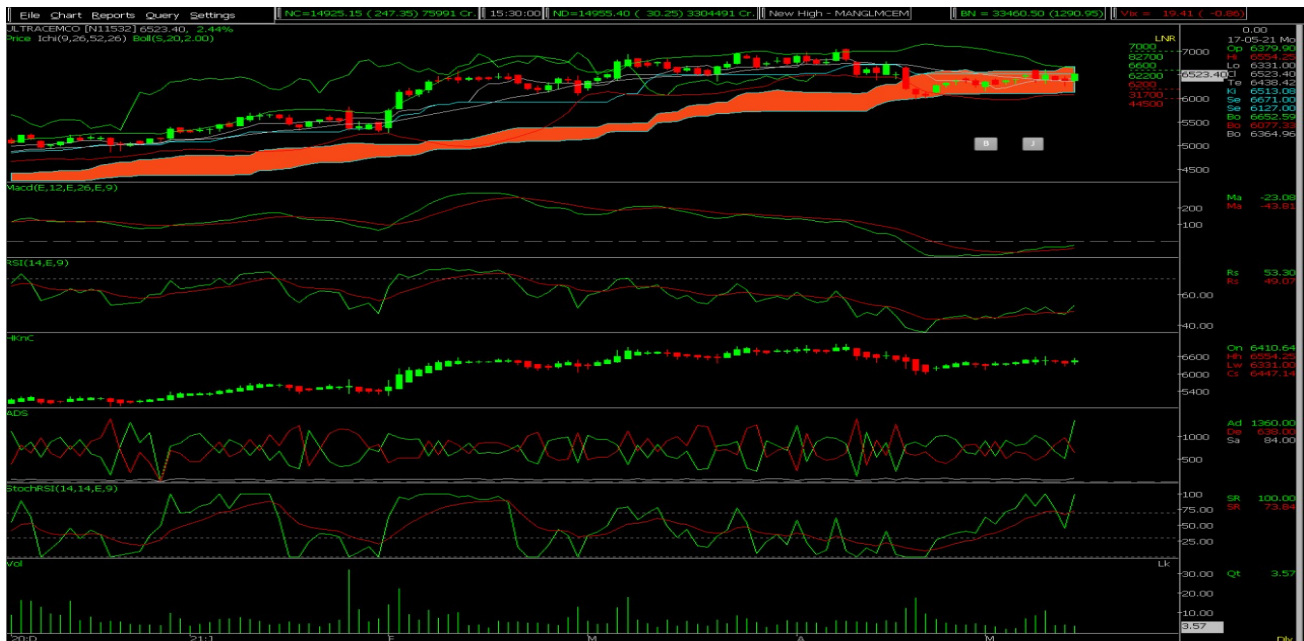 File Chart Reports Query Settings
NC=14925.15 ( 247.35) 75991 Cr.
15:30:00
ND=14955.40 ( 30.25) 3304491 Cr.
New High - MANGLMCEM
BN = 33460.50 (1290.95)
Vix = 19.41 ( -0.86)
ULTRACEMCO [N11532] 6523.40, 2.44%
Price Ichi(9,26,52,26) Boll(S,20,2.00)
LNR
7000
82700
6600
62200
6200
31700
44500
7000
6523.40
6000
5500
5000
4500
0.00
17-05-21 Mo
Op 6379.90
Hi 6554.25
Lo 6331.00
Cl 6523.40
Te 6438.42
Ki 6513.08
Se 6671.00
Se 6127.00
Bo 6652.59
Bo 6077.33
Bo 6364.96
B
J
Macd(E,12,E,26,E,9)
200
100
Ma -23.08
Ma -43.81
RSI(14,E,9)
60.00
40.00
Rs 53.30
Rs 49.07
HKnC
6600
6000
5400
On 6410.64
Hh 6554.25
Lw 6331.00
Cs 6447.14
ADS
1000
500
Ad 1360.00
De 638.00
Sa 84.00
StochRSI(14,14,E,9)
100
75.00
50.00
25.00
SR 100.00
SR 73.84
Vol
Lk
30.00
20.00
10.00
3.57
Qt 3.57
20:D 21:1 F M A M
Dly